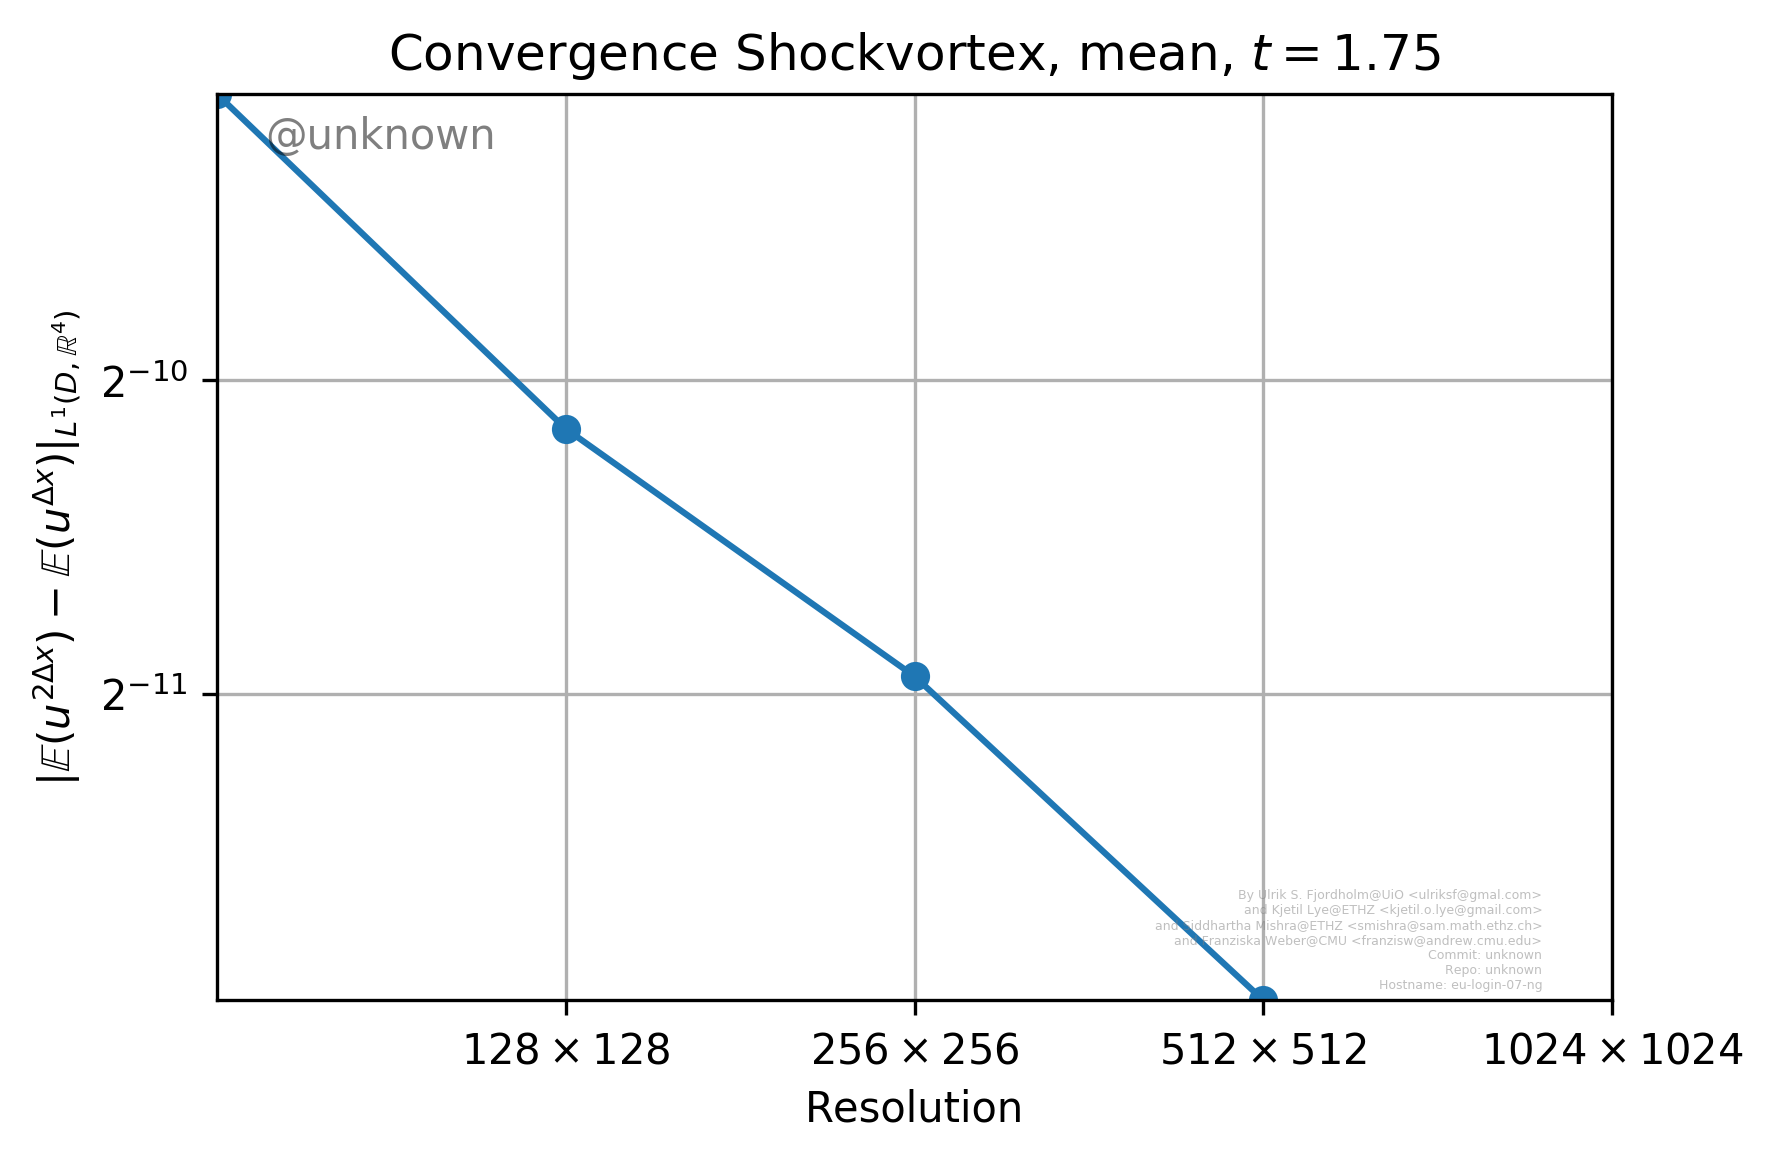 Convergence Shockvortex, mean, t = 1.75
@unknown
|𝔼(u^{2Δx}) − 𝔼(u^{Δx})|_{L^1(D, ℝ^4)}
2^{−10}
2^{−11}
By Ulrik S. Fjordholm@UiO <ulriksf@gmal.com>
and Kjetil Lye@ETHZ <kjetil.o.lye@gmail.com>
and Siddhartha Mishra@ETHZ <smishra@sam.math.ethz.ch>
and Franziska Weber@CMU <franzisw@andrew.cmu.edu>
Commit: unknown
Repo: unknown
Hostname: eu-login-07-ng
128 × 128 256 × 256 512 × 512 1024 × 1024
Resolution